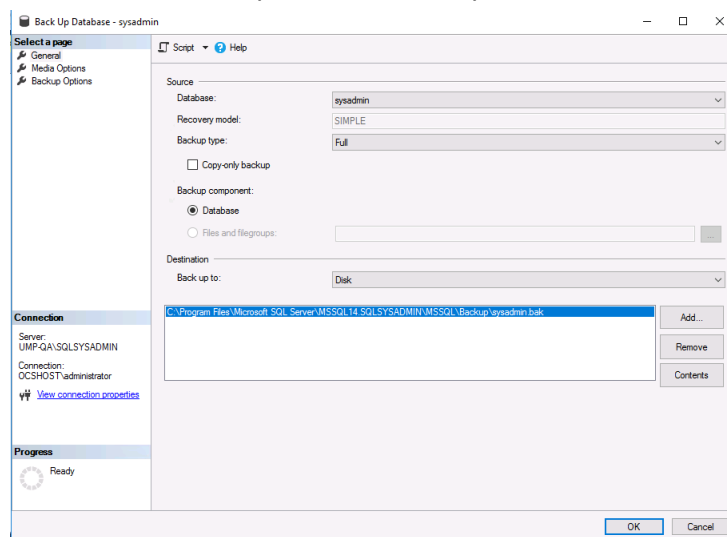 Back Up Database - sysadmin
Select a page
General
Media Options
Backup Options
Script
Help
Source
Database:
sysadmin
Recovery model:
SIMPLE
Backup type:
Full
Copy-only backup
Backup component:
Database
Files and filegroups:
...
Destination
Back up to:
Disk
C:\Program Files\Microsoft SQL Server\MSSQL14.SQLSYSADMIN\MSSQL\Backup\sysadmin.bak
Add...
Remove
Contents
Connection
Server:
UMP-QA\SQLSYSADMIN
Connection:
OCSHOST\administrator
View connection properties
Progress
Ready
OK
Cancel